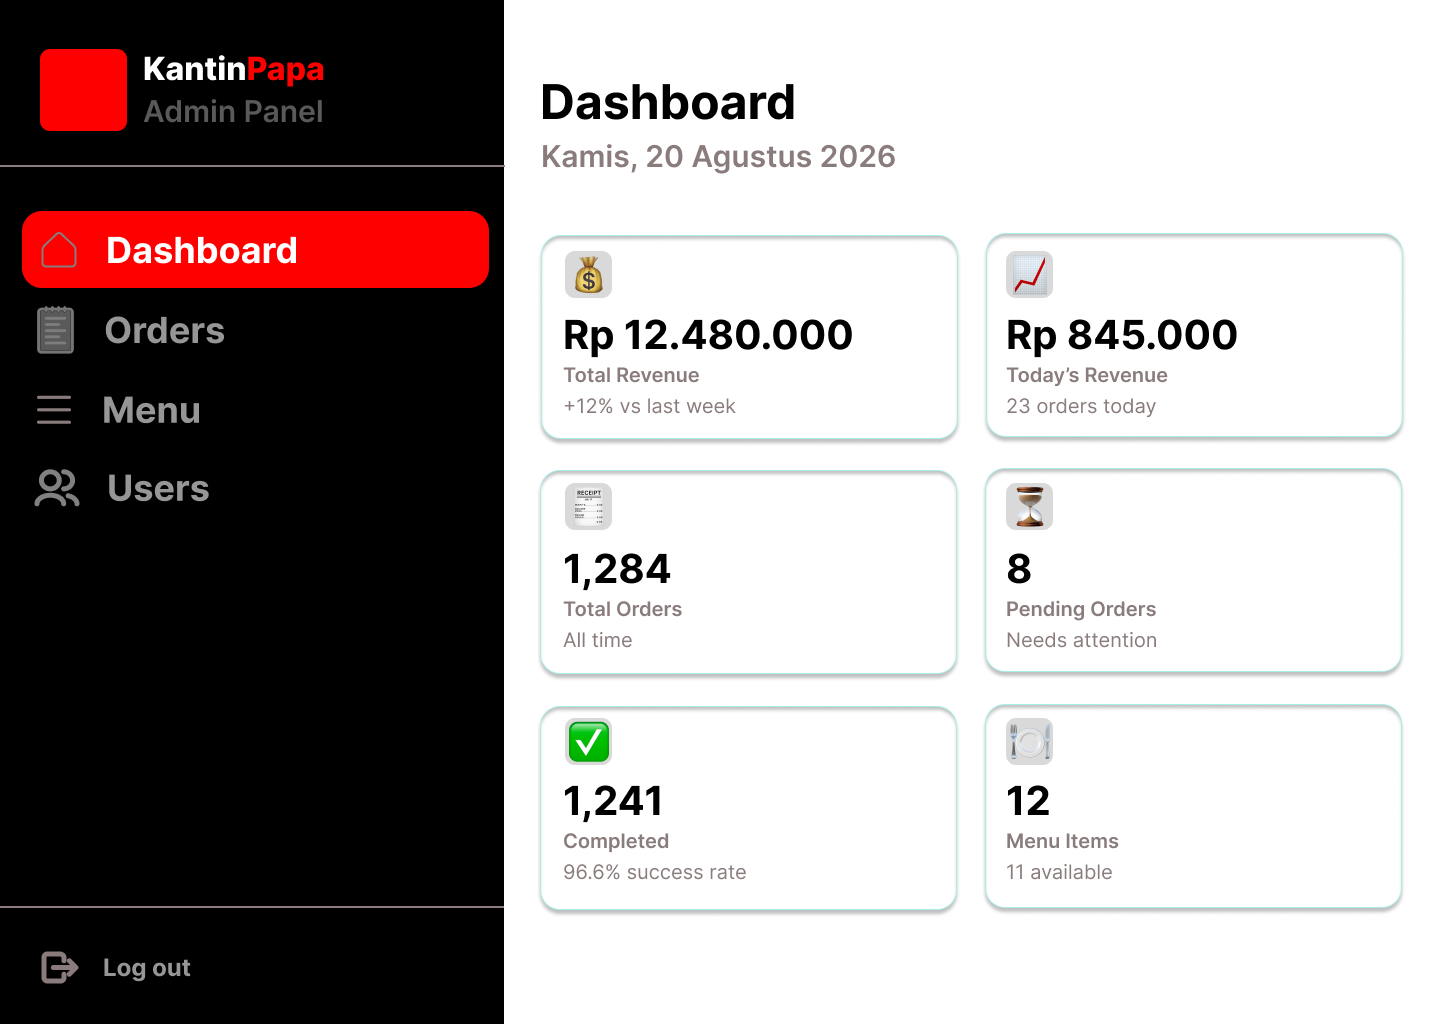 KantinPapa
Admin Panel
Dashboard
Orders
Menu
Users
Log out
Dashboard
Kamis, 20 Agustus 2026
Rp 12.480.000
Total Revenue
+12% vs last week
Rp 845.000
Today’s Revenue
23 orders today
RECEIPT
1,284
Total Orders
All time
8
Pending Orders
Needs attention
1,241
Completed
96.6% success rate
12
Menu Items
11 available